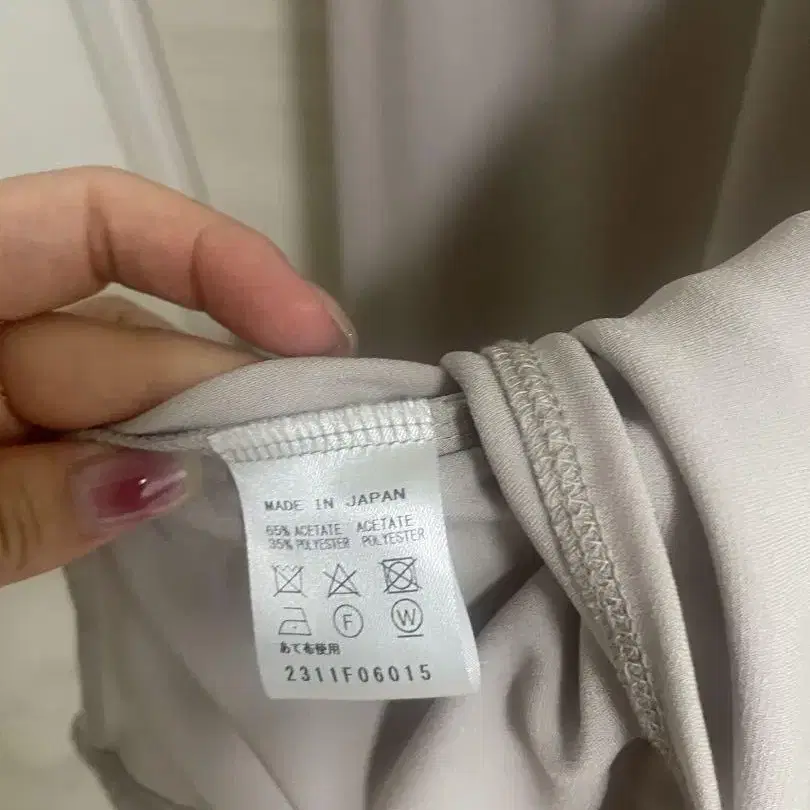 MADE IN JAPAN
65% ACETATE ACETATE
35% POLYESTER POLYESTER
F W
あて布使用
2311F06015